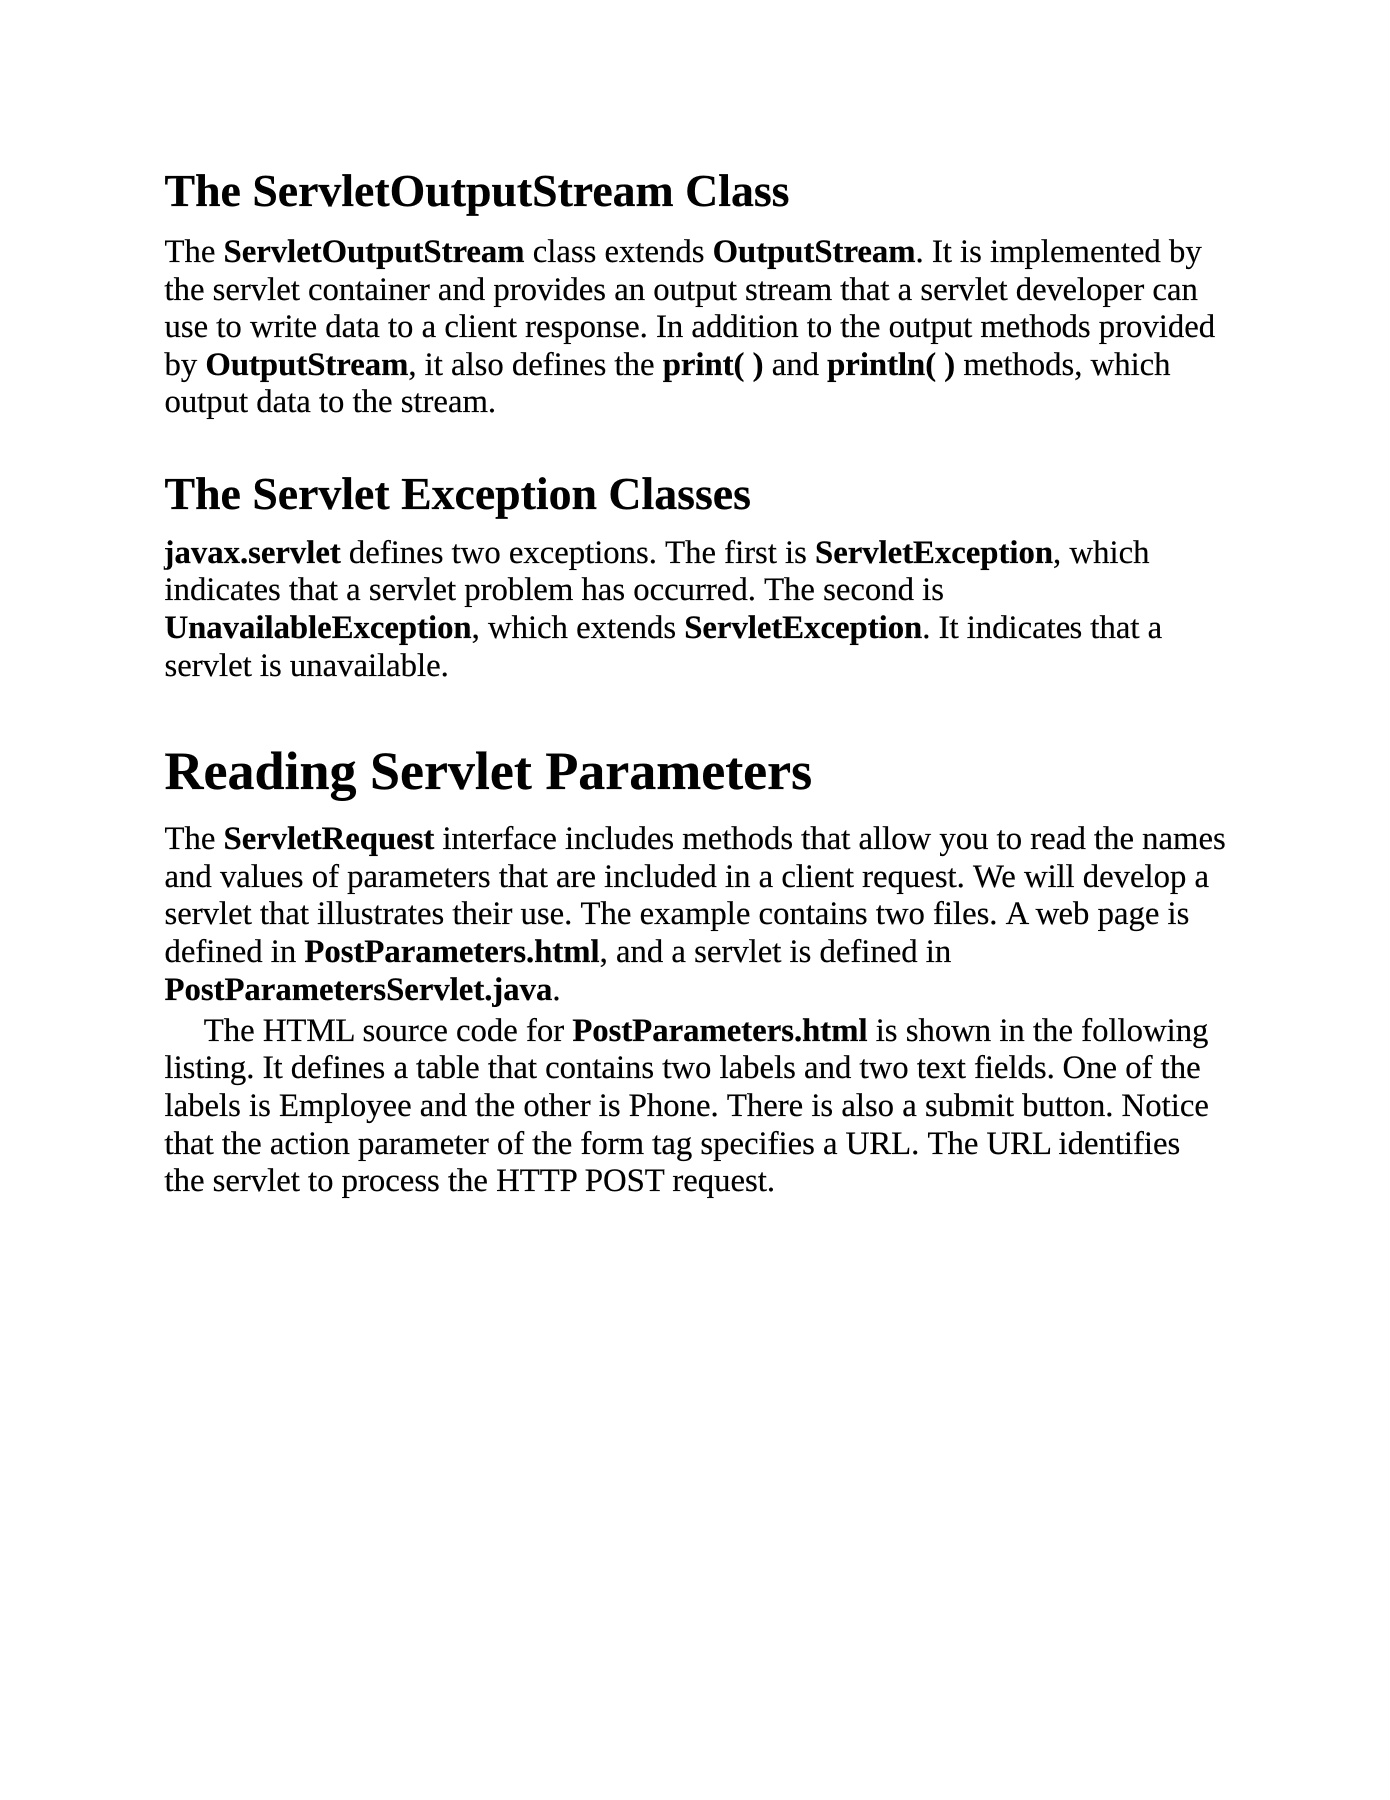 The ServletOutputStream Class
The ServletOutputStream class extends OutputStream. It is implemented by
the servlet container and provides an output stream that a servlet developer can
use to write data to a client response. In addition to the output methods provided
by OutputStream, it also defines the print( ) and println( ) methods, which
output data to the stream.
The Servlet Exception Classes
javax.servlet defines two exceptions. The first is ServletException, which
indicates that a servlet problem has occurred. The second is
UnavailableException, which extends ServletException. It indicates that a
servlet is unavailable.
Reading Servlet Parameters
The ServletRequest interface includes methods that allow you to read the names
and values of parameters that are included in a client request. We will develop a
servlet that illustrates their use. The example contains two files. A web page is
defined in PostParameters.html, and a servlet is defined in
PostParametersServlet.java.
The HTML source code for PostParameters.html is shown in the following
listing. It defines a table that contains two labels and two text fields. One of the
labels is Employee and the other is Phone. There is also a submit button. Notice
that the action parameter of the form tag specifies a URL. The URL identifies
the servlet to process the HTTP POST request.